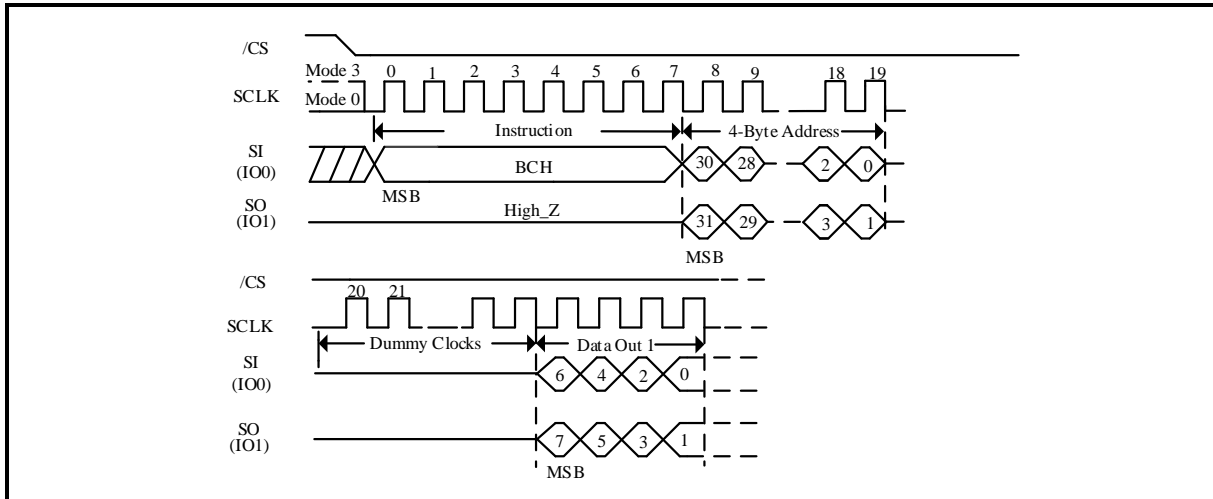 /CS
Mode 3 0 1 2 3 4 5 6 7 8 9 18 19
SCLK Mode 0
Instruction 4-Byte Address
SI
(IO0) BCH 30 28 2 0
MSB
SO
(IO1) High_Z 31 29 3 1
MSB
/CS
20 21
SCLK
Dummy Clocks Data Out 1
SI
(IO0) 6 4 2 0
SO
(IO1) 7 5 3 1
MSB